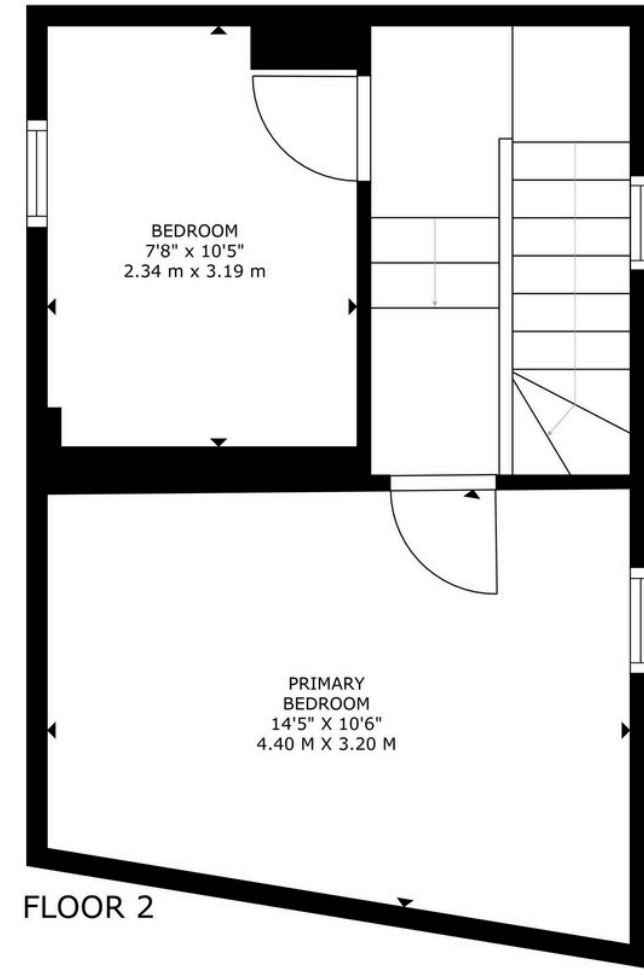 BEDROOM
7'8" x 10'5"
2.34 m x 3.19 m
PRIMARY
BEDROOM
14'5" X 10'6"
4.40 M X 3.20 M
FLOOR 2